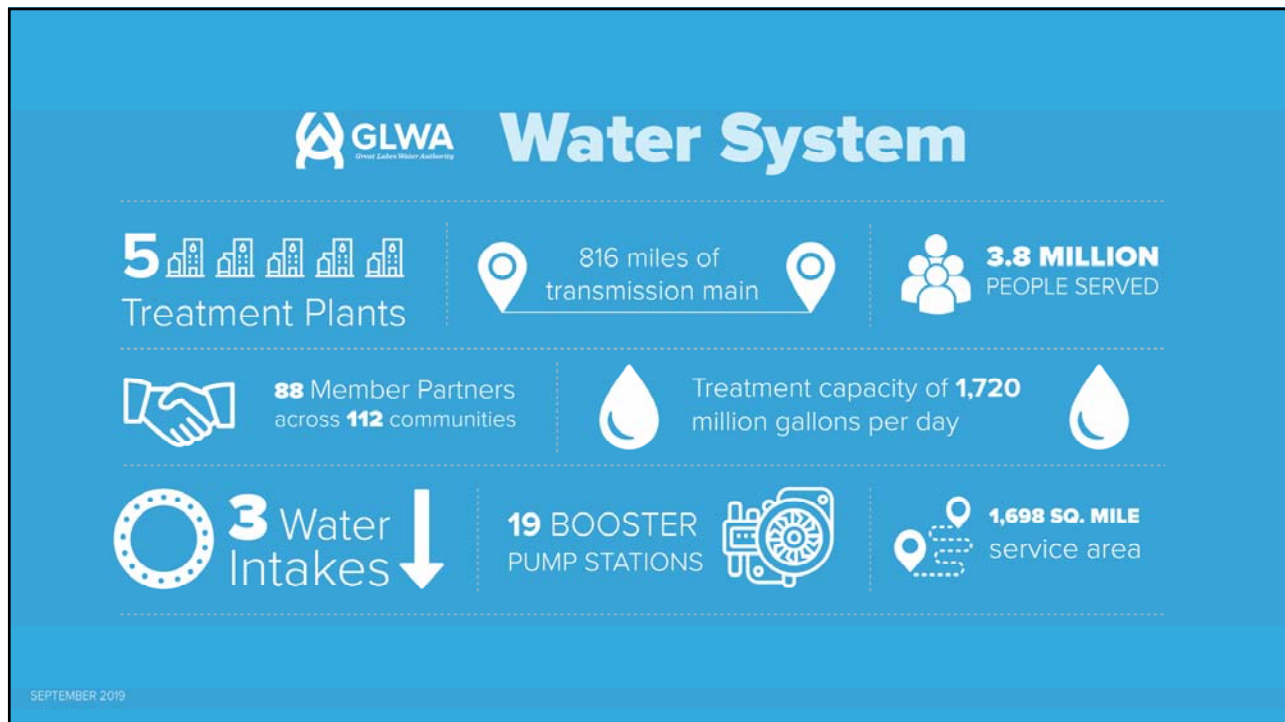 GLWA
Great Lakes Water Authority
Water System
5
Treatment Plants
816 miles of
transmission main
3.8 MILLION
PEOPLE SERVED
88 Member Partners
across 112 communities
Treatment capacity of 1,720
million gallons per day
3 Water
Intakes
19 BOOSTER
PUMP STATIONS
1,698 SQ. MILE
service area
SEPTEMBER 2019